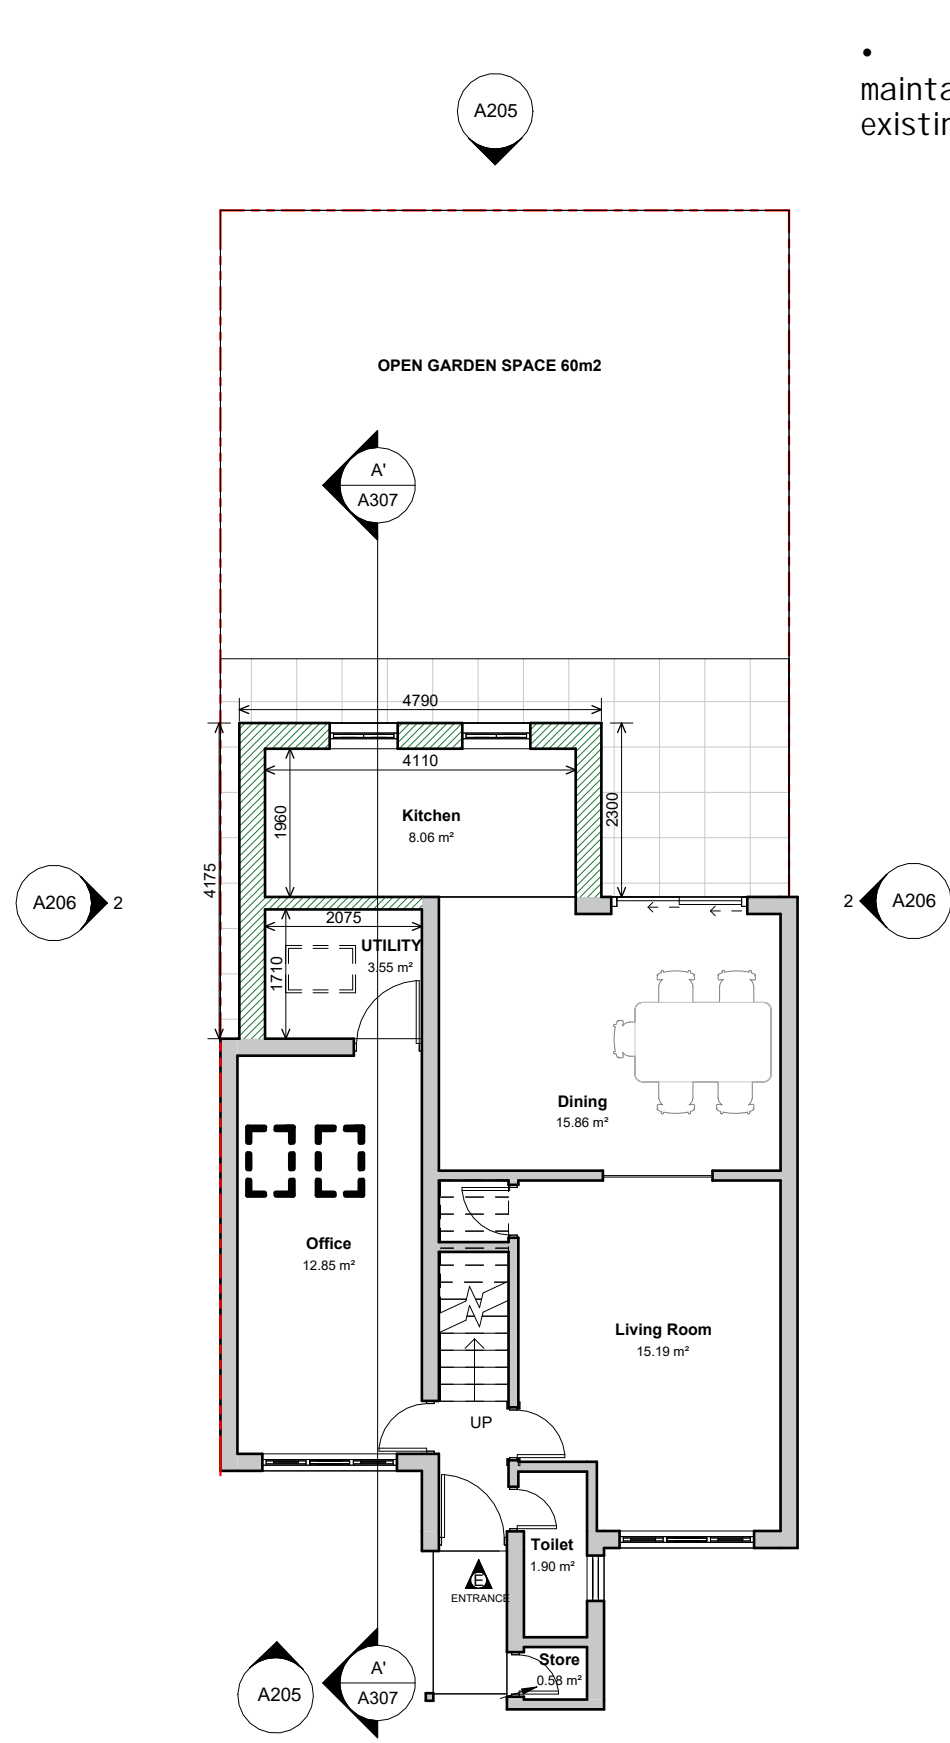 •
A205
OPEN GARDEN SPACE 60m2
A'
A307
4790
4110
Kitchen
8.06 m²
1960
2300
4175
A206
2
2
A206
2075
UTILITY
3.55 m²
1710
Dining
15.86 m²
Office
12.85 m²
Living Room
15.19 m²
UP
Toilet
1.90 m²
E
ENTRANCE
Store
0.58 m²
A205
A'
A307